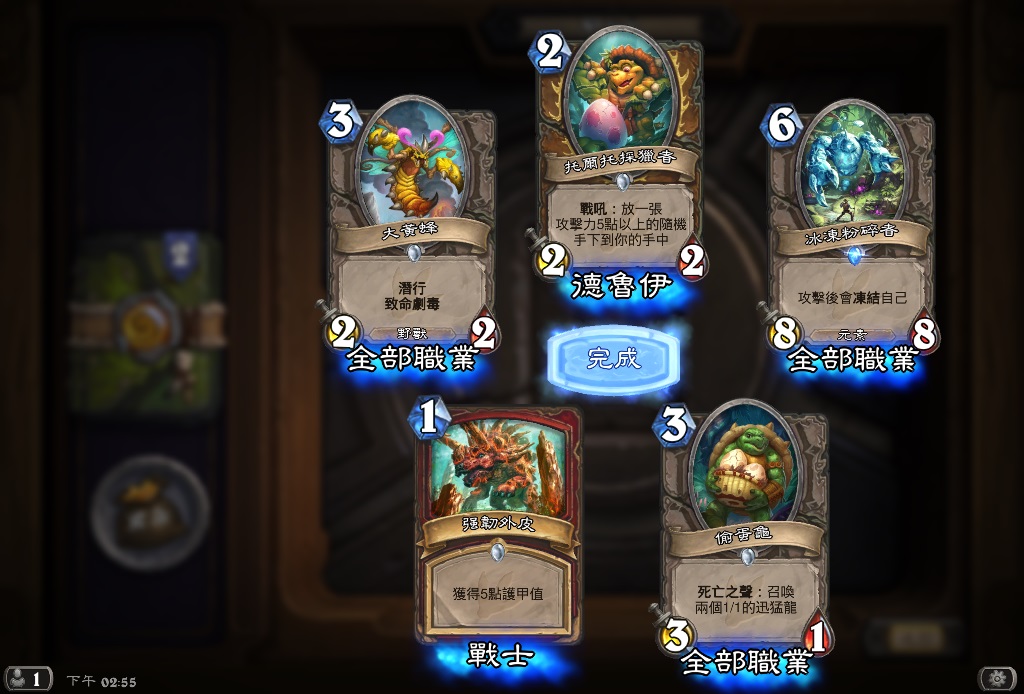 2
托爾托採獵者
戰吼：放一張
攻擊力5點以上的隨機
手下到你的手中
2
2
德魯伊
3
大黃蜂
潛行
致命劇毒
野獸
2
2
全部職業
6
冰凍粉碎者
攻擊後會凍結自己
元素
8
8
全部職業
完成
1
強韌外皮
獲得5點護甲值
戰士
3
偷蛋龜
死亡之聲：召喚
兩個1/1的迅猛龍
3
1
全部職業
1
下午 02:55